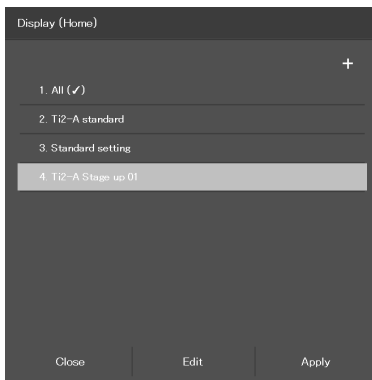 Display (Home)
+
1. All (✓)
2. Ti2-A standard
3. Standard setting
4. Ti2-A Stage up 01
Close Edit Apply